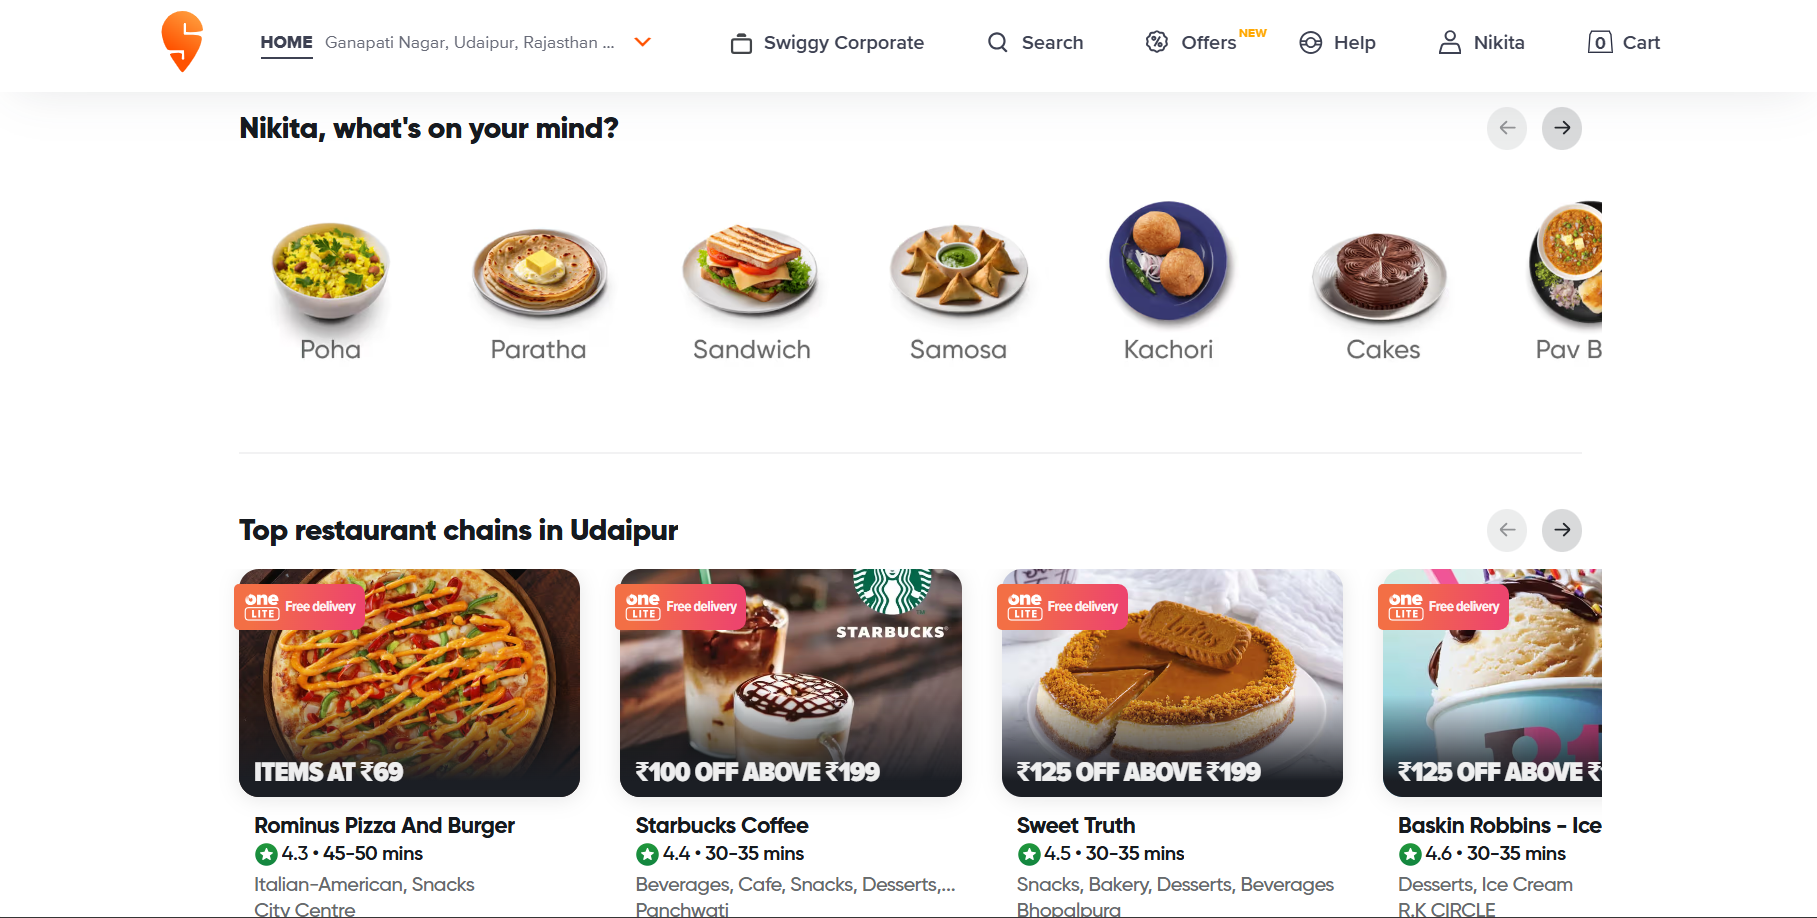 HOME Ganapati Nagar, Udaipur, Rajasthan ... Swiggy Corporate Search Offers NEW Help Nikita 0 Cart
Nikita, what's on your mind?
Poha Paratha Sandwich Samosa Kachori Cakes Pav B
Top restaurant chains in Udaipur
one LITE Free delivery one LITE Free delivery one LITE Free delivery one LITE Free delivery
STARBUCKS
Lotus
ITEMS AT ₹69 ₹100 OFF ABOVE ₹199 ₹125 OFF ABOVE ₹199 ₹125 OFF ABOVE ₹
Rominus Pizza And Burger Starbucks Coffee Sweet Truth Baskin Robbins - Ice
4.3 • 45-50 mins 4.4 • 30-35 mins 4.5 • 30-35 mins 4.6 • 30-35 mins
Italian-American, Snacks Beverages, Cafe, Snacks, Desserts,... Snacks, Bakery, Desserts, Beverages Desserts, Ice Cream
City Centre Panchwati Bhopalpura R.K CIRCLE